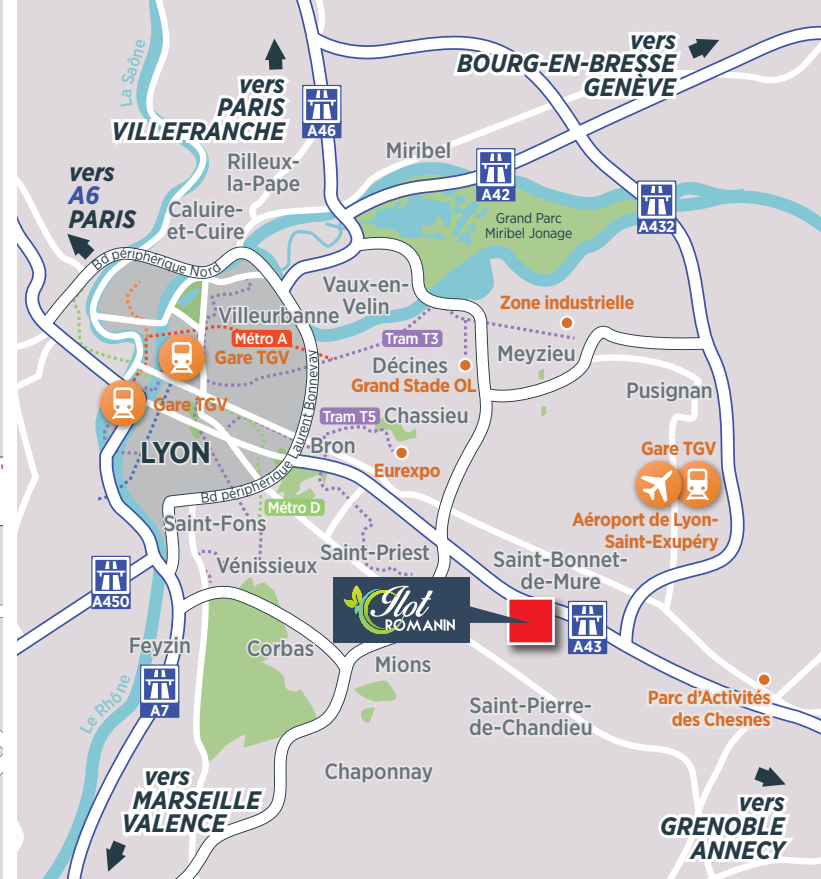 La Saône
vers
BOURG-EN-BRESSE
GENÈVE
vers
PARIS
VILLEFRANCHE
A46
Miribel
Rilleux-
la-Pape
vers
A6
PARIS
A42
A432
Caluire-
et-Cuire
Grand Parc
Miribel Jonage
Bd périphérique Nord
Vaux-en-
Velin
Zone industrielle
Villeurbanne
Métro A
Tram T3
Gare TGV
Meyzieu
Décines
Grand Stade OL
Pusignan
Gare TGV
Tram T5
Chassieu
Bd périphérique Laurent Bonnevay
LYON
Bron
Gare TGV
Eurexpo
Métro D
Aéroport de Lyon-
Saint-Exupéry
Saint-Fons
Saint-Priest
Saint-Bonnet-
de-Mure
Vénissieux
A450
Ilot
ROMANIN
A43
Feyzin
Corbas
Mions
A7
Le Rhône
Parc d'Activités
des Chesnes
Saint-Pierre-
de-Chandieu
Chaponnay
vers
MARSEILLE
VALENCE
vers
GRENOBLE
ANNECY